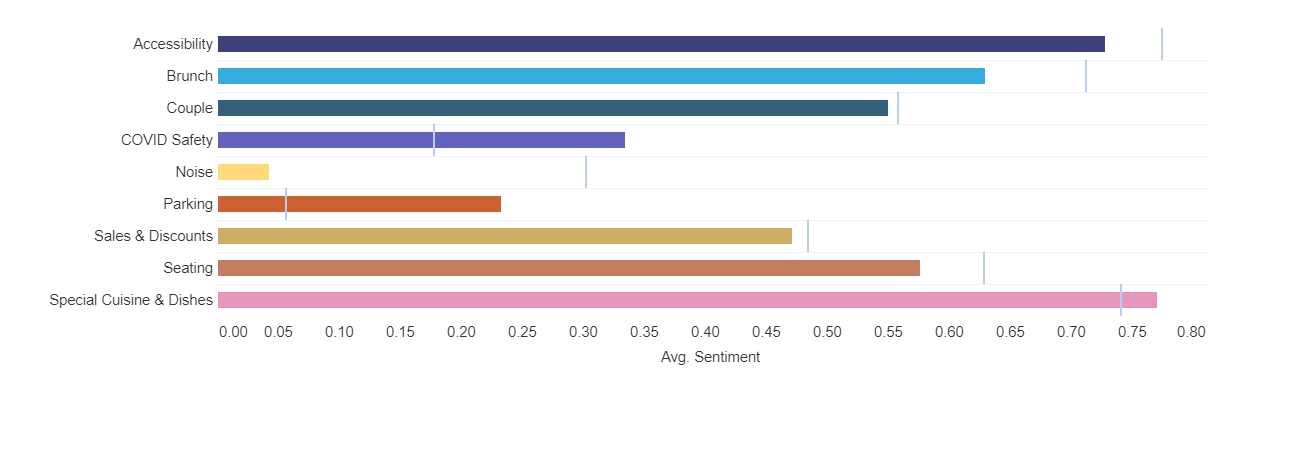 Accessibility
Brunch
Couple
COVID Safety
Noise
Parking
Sales & Discounts
Seating
Special Cuisine & Dishes
0.00 0.05 0.10 0.15 0.20 0.25 0.30 0.35 0.40 0.45 0.50 0.55 0.60 0.65 0.70 0.75 0.80
Avg. Sentiment